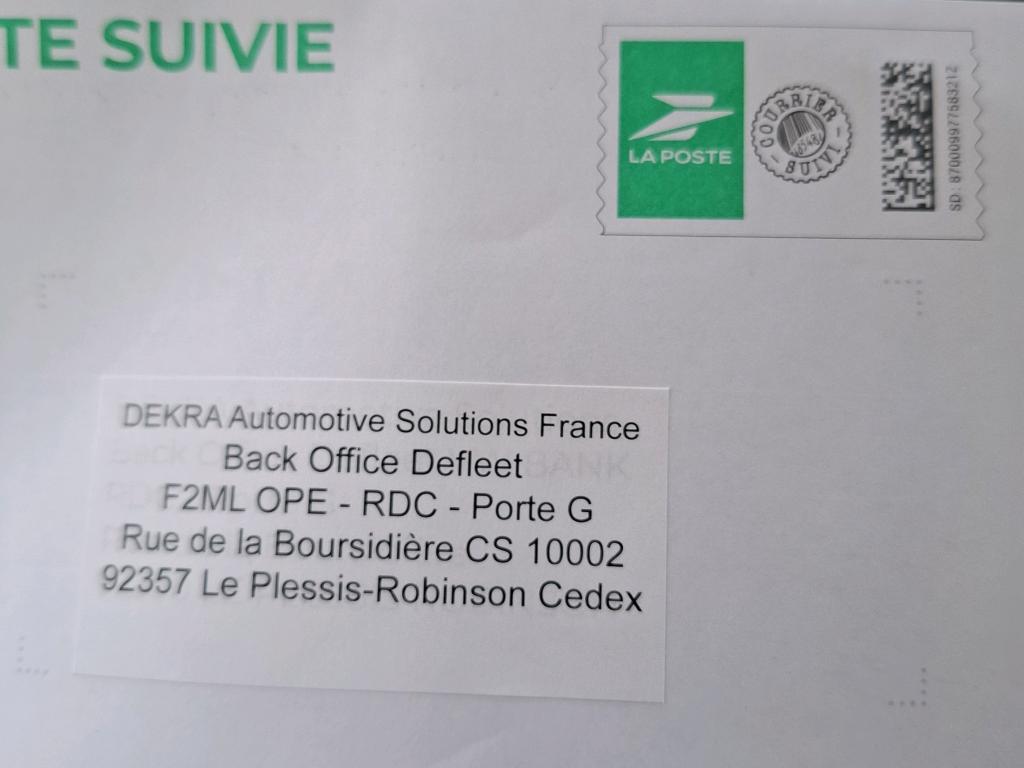 TE SUIVIE
LA POSTE
COURRIER
SUIVI
SD : 87000997758321Z
DEKRA Automotive Solutions France
Back Office Defleet
F2ML OPE - RDC - Porte G
Rue de la Boursidière CS 10002
92357 Le Plessis-Robinson Cedex